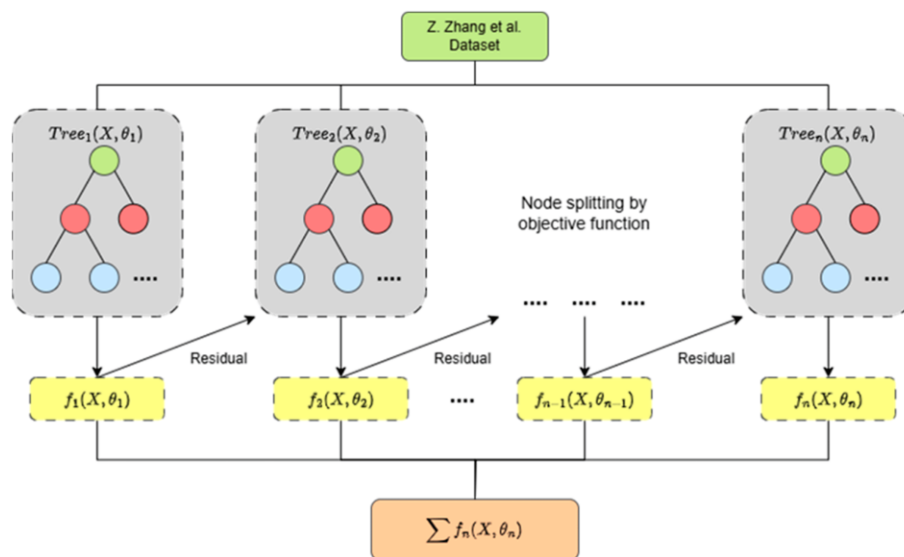 Z. Zhang et al.
Dataset
Tree₁(X, θ₁)
Tree₂(X, θ₂)
Treeₙ(X, θₙ)
Node splitting by
objective function
....
....
....
.... .... ....
Residual
Residual
Residual
f₁(X, θ₁)
f₂(X, θ₂)
....
fₙ₋₁(X, θₙ₋₁)
fₙ(X, θₙ)
∑ fₙ(X, θₙ)